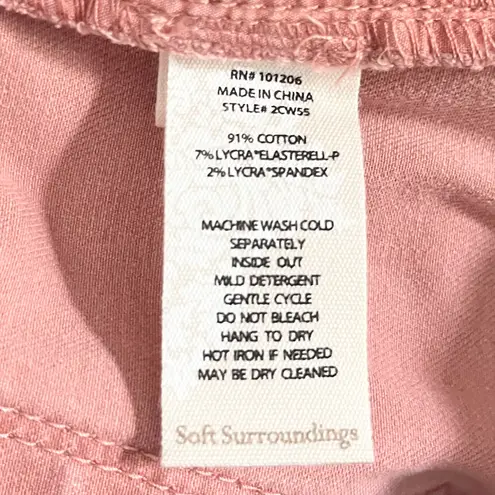 RN# 101206
MADE IN CHINA
STYLE# 2CW55
91% COTTON
7% LYCRA®ELASTERELL-P
2% LYCRA®SPANDEX
MACHINE WASH COLD
SEPARATELY
INSIDE OUT
MILD DETERGENT
GENTLE CYCLE
DO NOT BLEACH
HANG TO DRY
HOT IRON IF NEEDED
MAY BE DRY CLEANED
Soft Surroundings